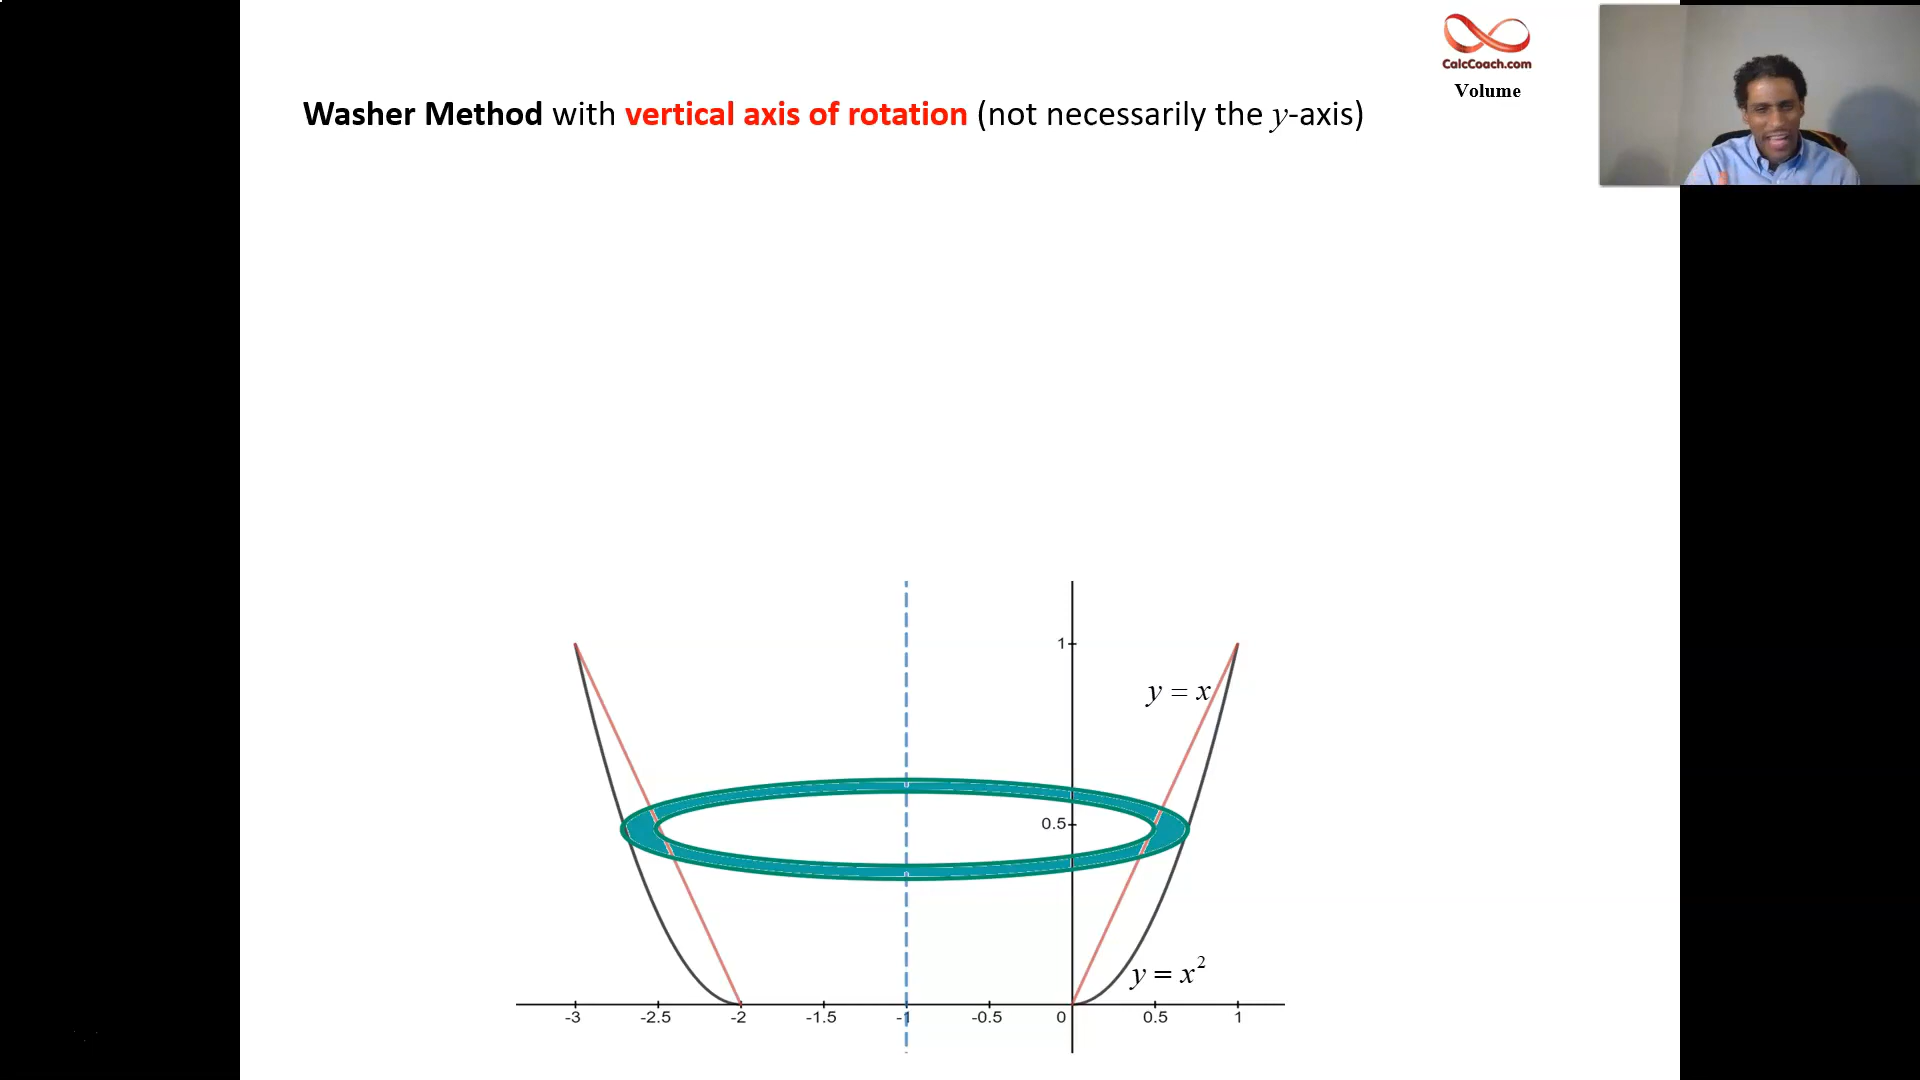 CalcCoach.com
Volume
Washer Method with vertical axis of rotation (not necessarily the y-axis)
1
y = x
0.5
y = x²
-3 -2.5 -2 -1.5 -1 -0.5 0 0.5 1